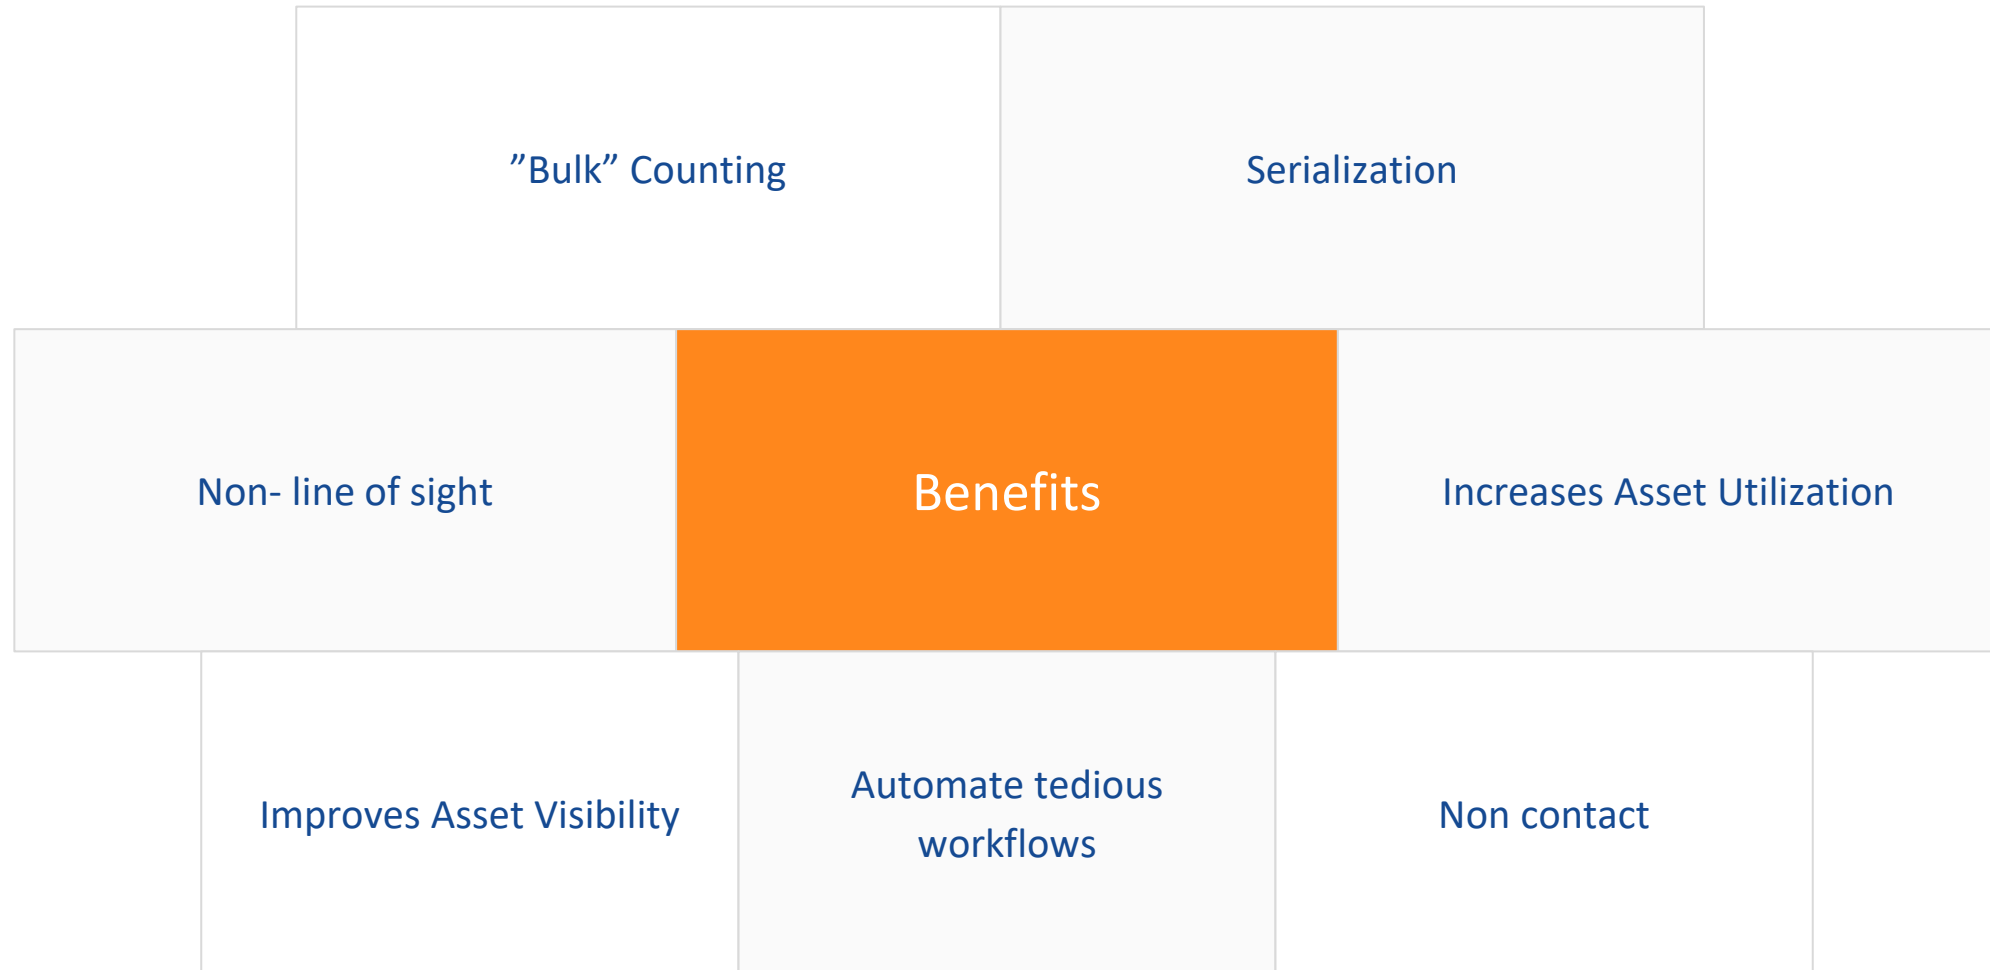 ”Bulk” Counting
Serialization
Non- line of sight
Benefits
Increases Asset Utilization
Improves Asset Visibility
Automate tedious
workflows
Non contact